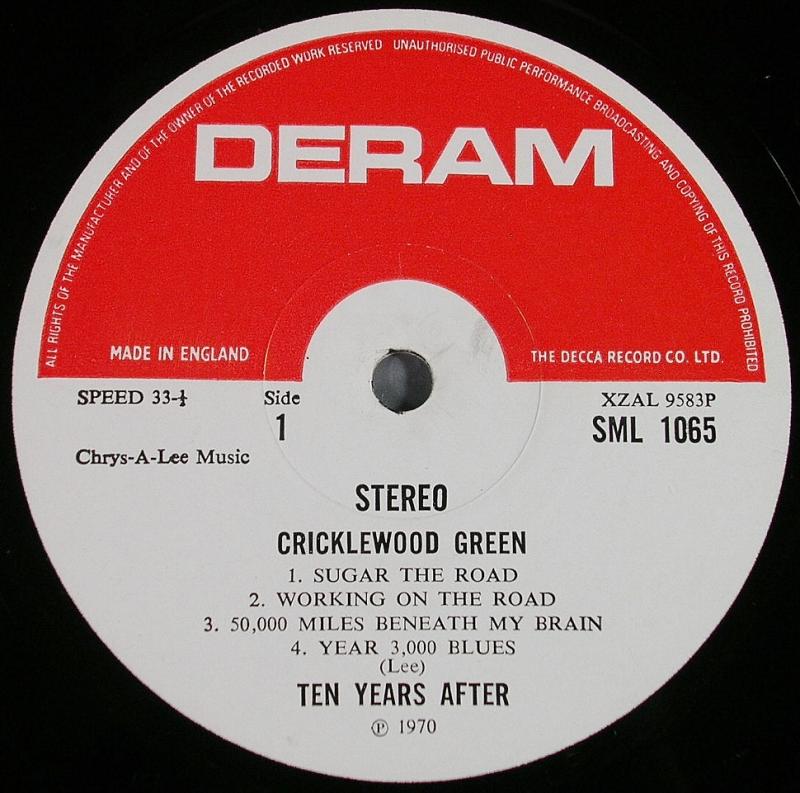 ALL RIGHTS OF THE MANUFACTURER AND OF THE OWNER OF THE RECORDED WORK RESERVED UNAUTHORISED PUBLIC PERFORMANCE BROADCASTING AND COPYING OF THIS RECORD PROHIBITED
DERAM
MADE IN ENGLAND
THE DECCA RECORD CO. LTD.
SPEED 33-⅓
Side
1
XZAL 9583P
SML 1065
Chrys-A-Lee Music
STEREO
CRICKLEWOOD GREEN
1. SUGAR THE ROAD
2. WORKING ON THE ROAD
3. 50,000 MILES BENEATH MY BRAIN
4. YEAR 3,000 BLUES
(Lee)
TEN YEARS AFTER
℗ 1970